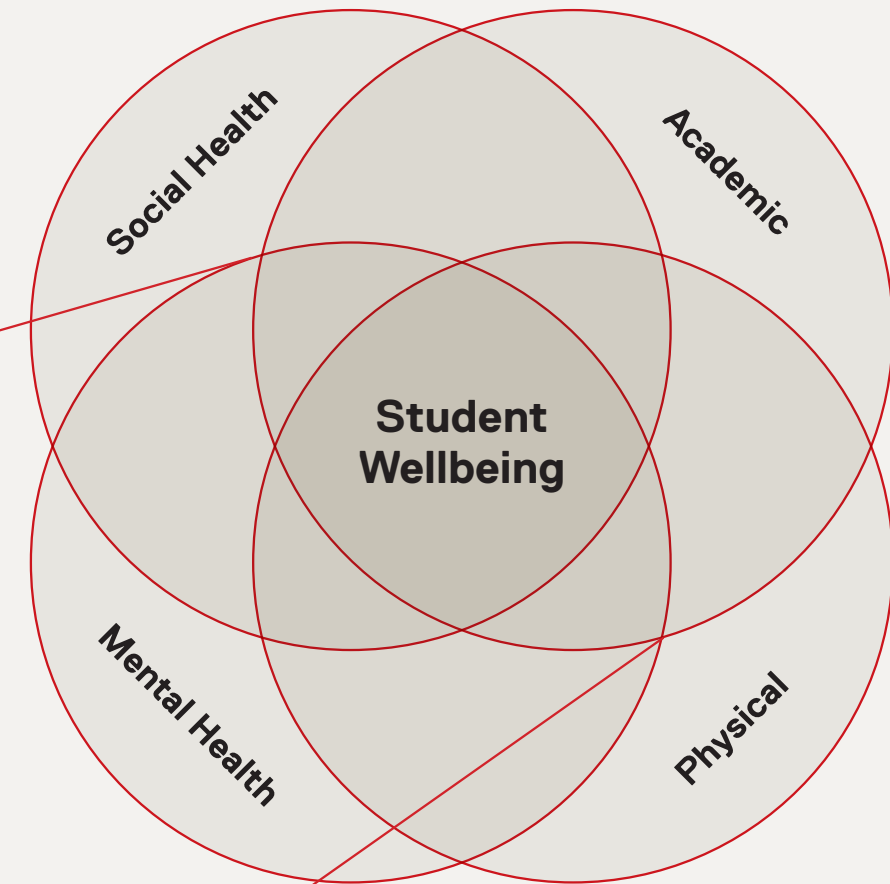 Social Health
Academic
Student
Wellbeing
Mental Health
Physical